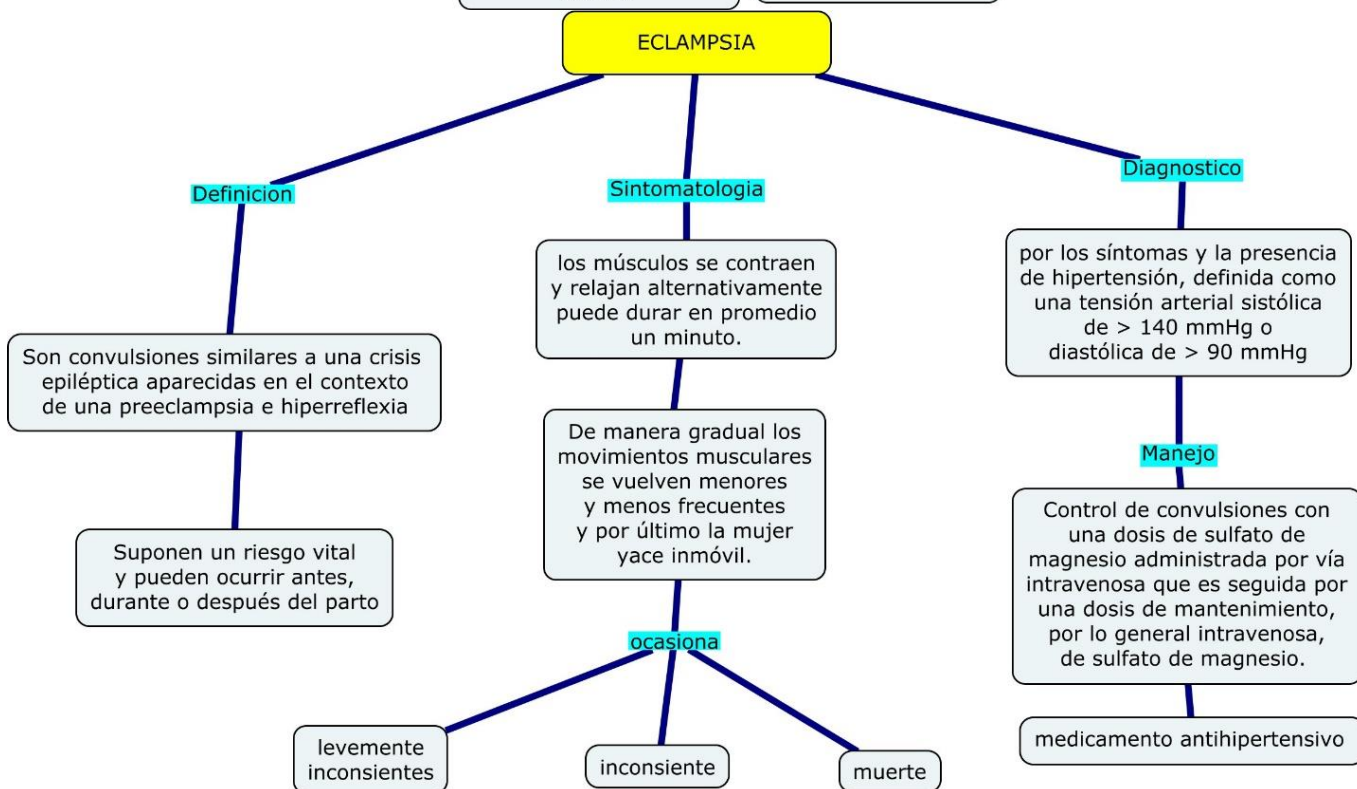 ECLAMPSIA
Definicion
Son convulsiones similares a una crisis
epiléptica aparecidas en el contexto
de una preeclampsia e hiperreflexia
Suponen un riesgo vital
y pueden ocurrir antes,
durante o después del parto
Sintomatologia
los músculos se contraen
y relajan alternativamente
puede durar en promedio
un minuto.
De manera gradual los
movimientos musculares
se vuelven menores
y menos frecuentes
y por último la mujer
yace inmóvil.
ocasiona
levemente
inconsientes
inconsiente
muerte
Diagnostico
por los síntomas y la presencia
de hipertensión, definida como
una tensión arterial sistólica
de > 140 mmHg o
diastólica de > 90 mmHg
Manejo
Control de convulsiones con
una dosis de sulfato de
magnesio administrada por vía
intravenosa que es seguida por
una dosis de mantenimiento,
por lo general intravenosa,
de sulfato de magnesio.
medicamento antihipertensivo